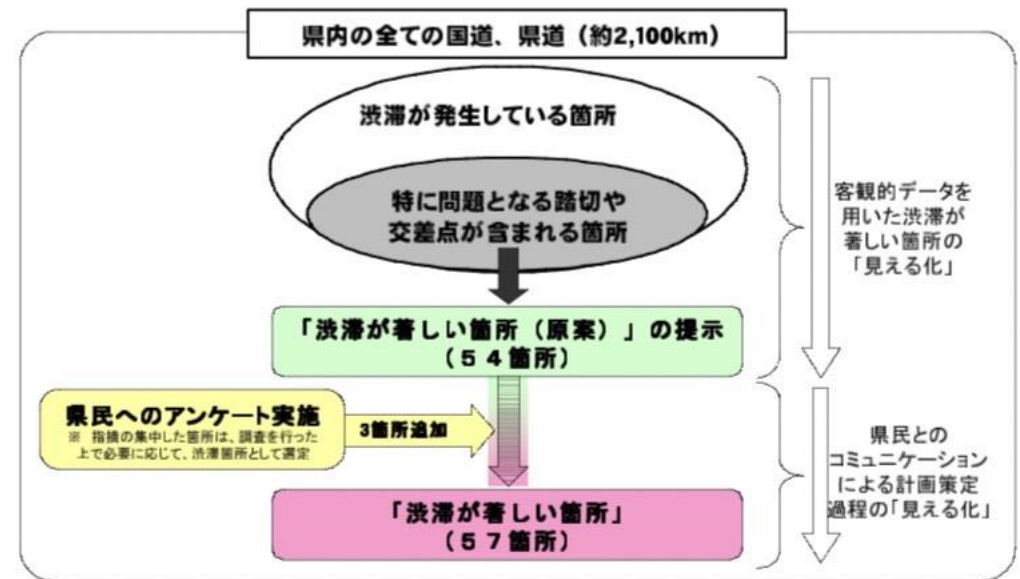 県内の全ての国道、県道（約2,100km）
渋滞が発生している箇所
特に問題となる踏切や
交差点が含まれる箇所
客観的データを
用いた渋滞が
著しい箇所の
「見える化」
「渋滞が著しい箇所（原案）」の提示
（５４箇所）
県民へのアンケート実施
※ 指摘の集中した箇所は、調査を行った
上で必要に応じて、渋滞箇所として選定
3箇所追加
県民との
コミュニケーション
による計画策定
過程の「見える化」
「渋滞が著しい箇所」
（５７箇所）